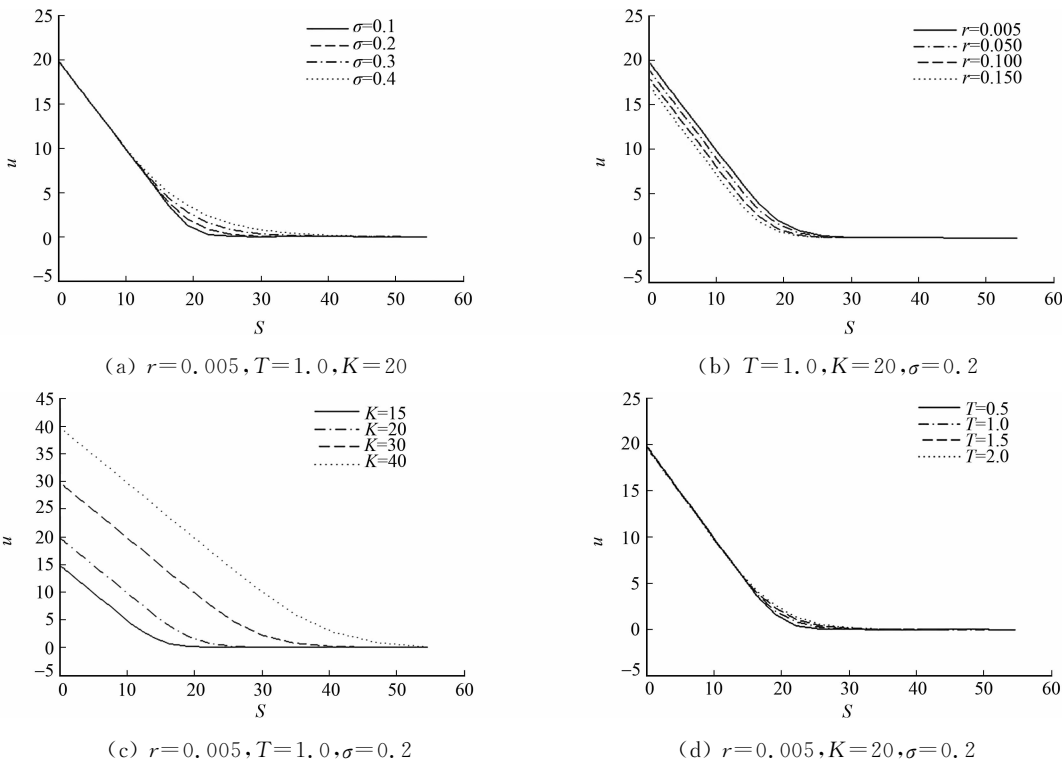 25
20
15
10
5
0
−5
u
0 10 20 30 40 50 60
S
σ=0.1
σ=0.2
σ=0.3
σ=0.4
(a) r=0.005,T=1.0,K=20
25
20
15
10
5
0
−5
u
0 10 20 30 40 50 60
S
r=0.005
r=0.050
r=0.100
r=0.150
(b) T=1.0,K=20,σ=0.2
45
40
35
30
25
20
15
10
5
0
−5
u
0 10 20 30 40 50 60
S
K=15
K=20
K=30
K=40
(c) r=0.005,T=1.0,σ=0.2
25
20
15
10
5
0
−5
u
0 10 20 30 40 50 60
S
T=0.5
T=1.0
T=1.5
T=2.0
(d) r=0.005,K=20,σ=0.2